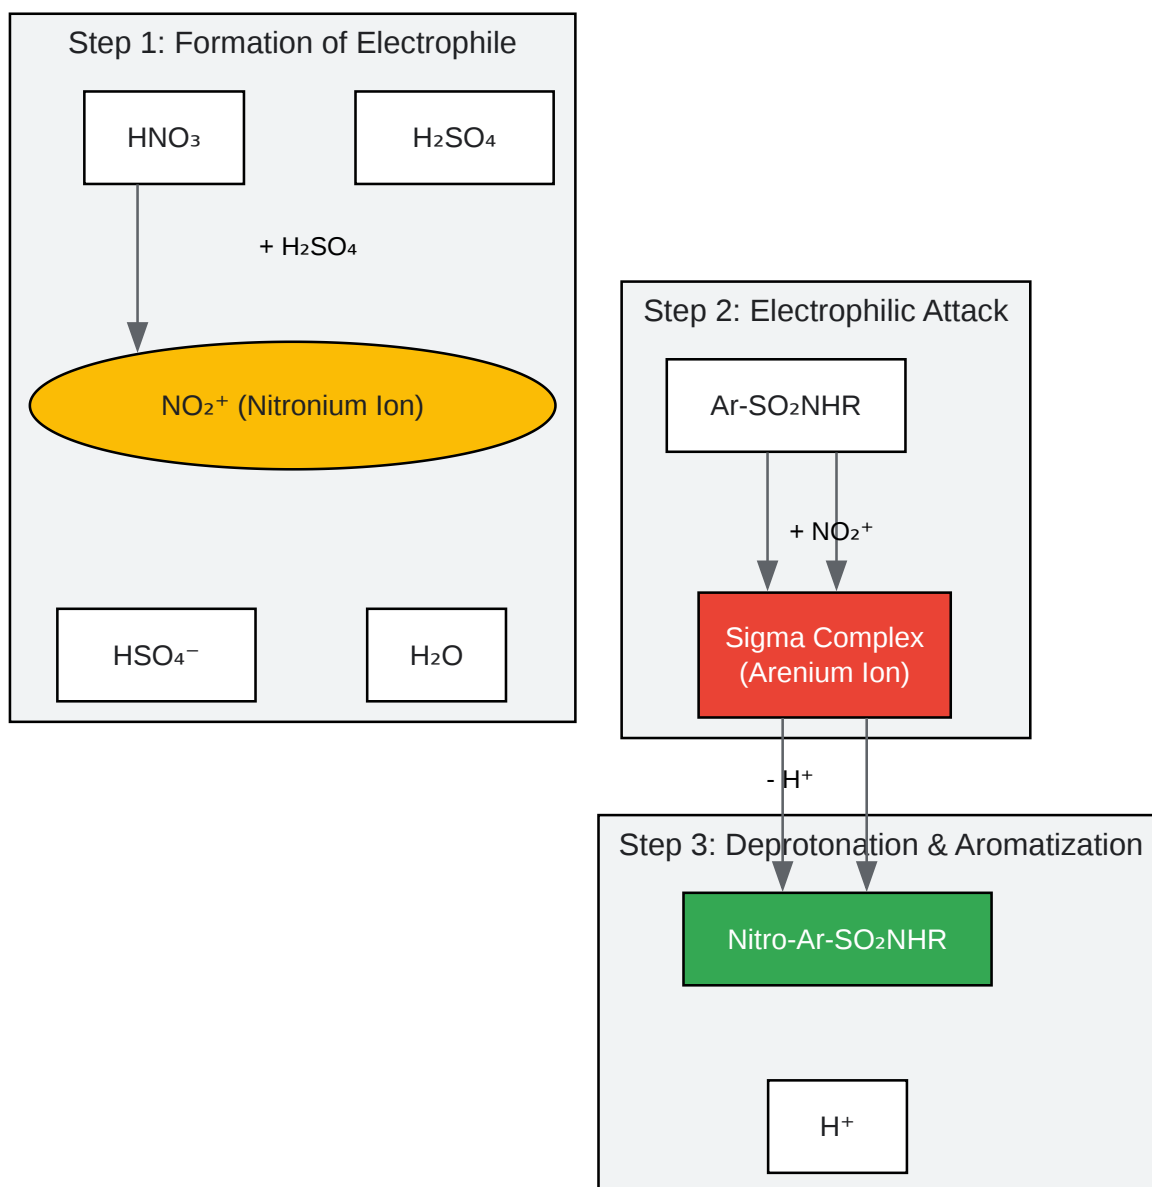 Step 1: Formation of Electrophile
HNO₃
H₂SO₄
+ H₂SO₄
NO₂⁺ (Nitronium Ion)
HSO₄⁻
H₂O
Step 2: Electrophilic Attack
Ar-SO₂NHR
+ NO₂⁺
Sigma Complex
(Arenium Ion)
- H⁺
Step 3: Deprotonation & Aromatization
Nitro-Ar-SO₂NHR
H⁺